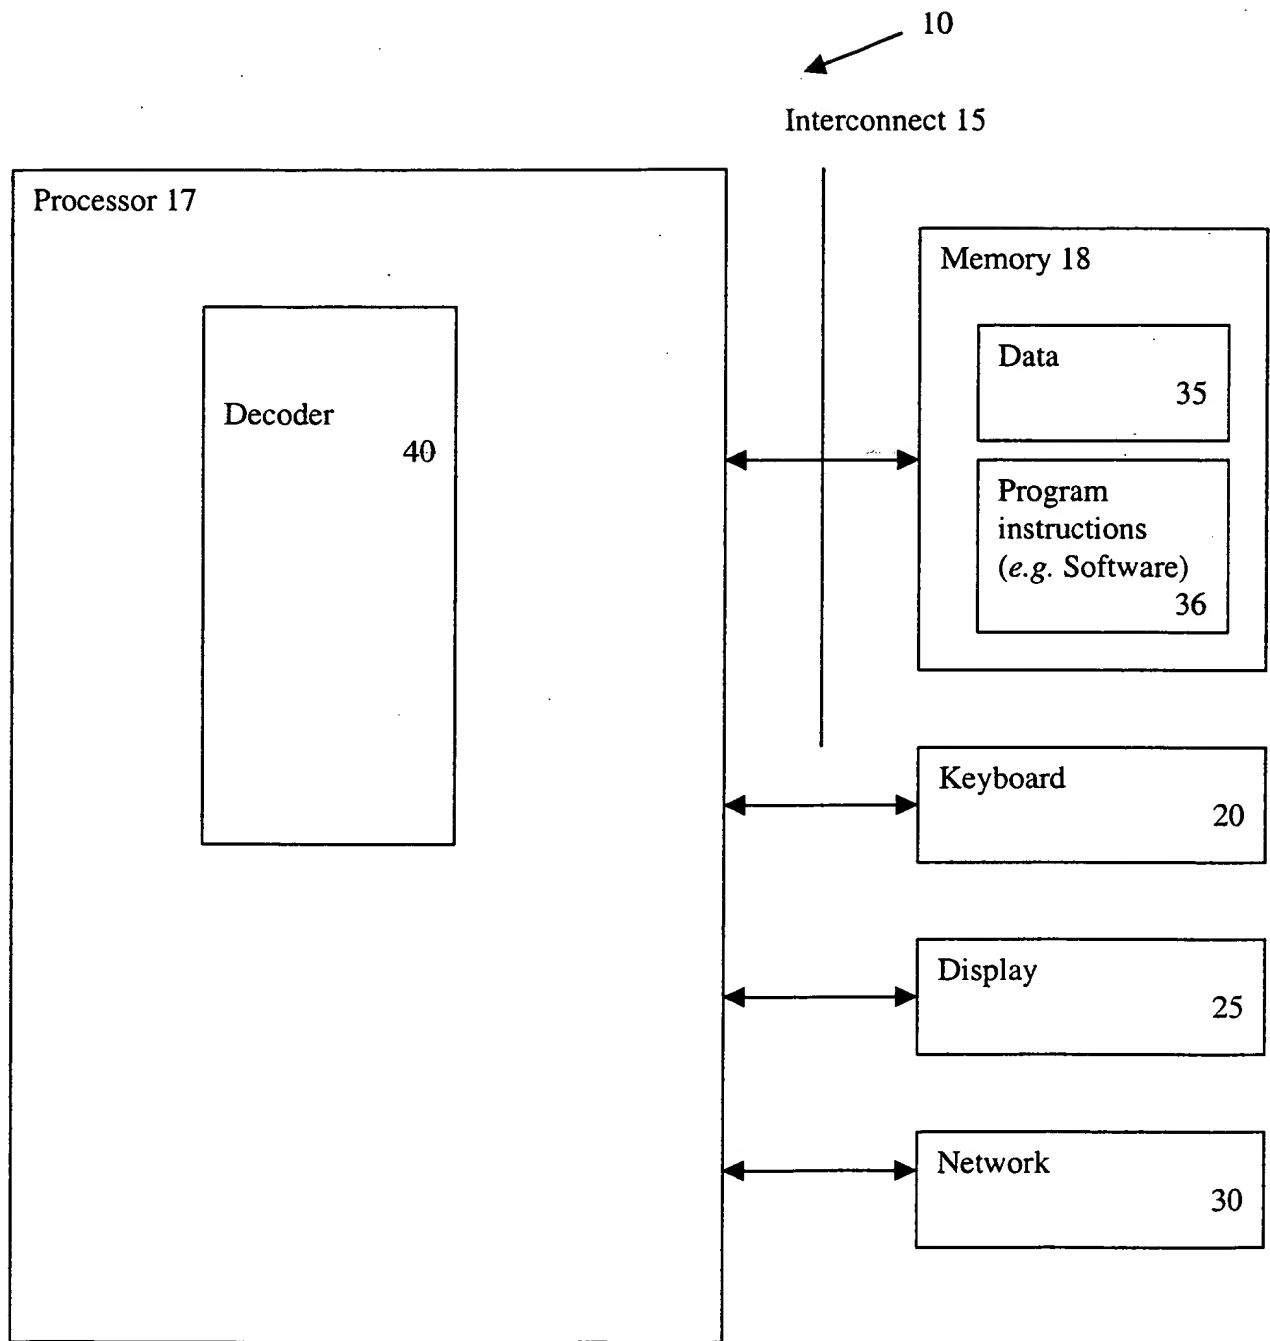 10
Interconnect 15
Processor 17
Decoder
40
Memory 18
Data
35
Program
instructions
(e.g. Software)
36
Keyboard
20
Display
25
Network
30